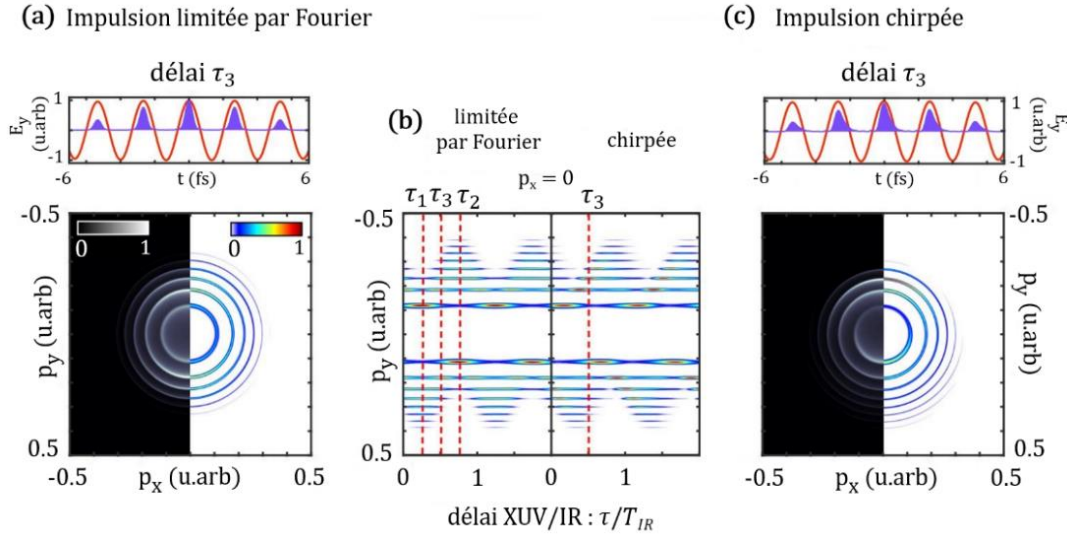 (a) Impulsion limitée par Fourier
délai τ3
E_y (u.arb)
1
-1
-6
t (fs)
6
0 1
0 1
-0.5
p_y (u.arb)
0.5
-0.5
p_x (u.arb)
0.5
(b)
limitée
par Fourier
chirpée
p_x = 0
τ1 τ3 τ2
τ3
-0.5
p_y (u.arb)
0.5
0 1 0 1
délai XUV/IR : τ/T_IR
(c) Impulsion chirpée
délai τ3
1
-1
E_y
(u.arb)
-6
t (fs)
6
-0.5
p_y (u.arb)
0.5
-0.5
p_x (u.arb)
0.5